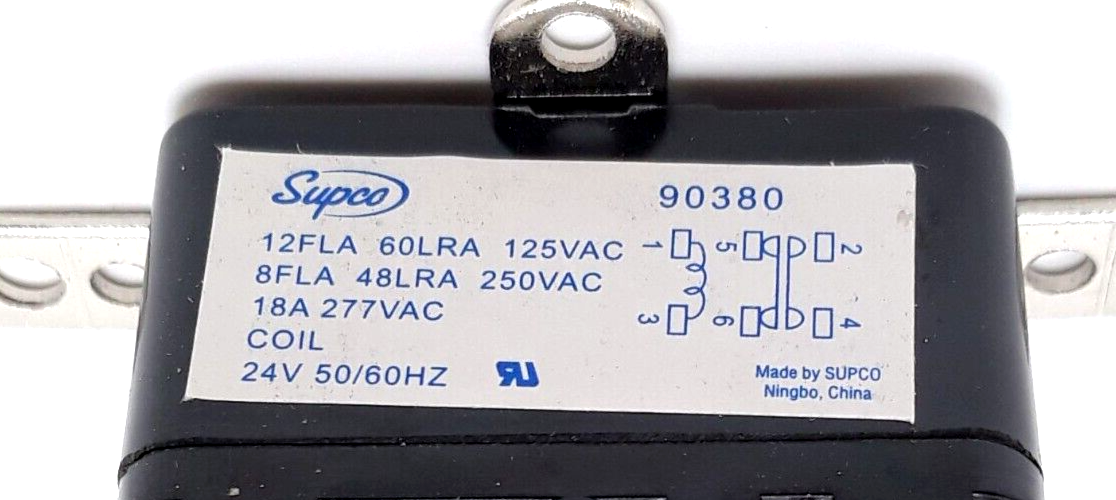 Supco
90380
12FLA 60LRA 125VAC
8FLA 48LRA 250VAC
18A 277VAC
COIL
24V 50/60HZ
1 5 2
3 6 4
Made by SUPCO
Ningbo, China